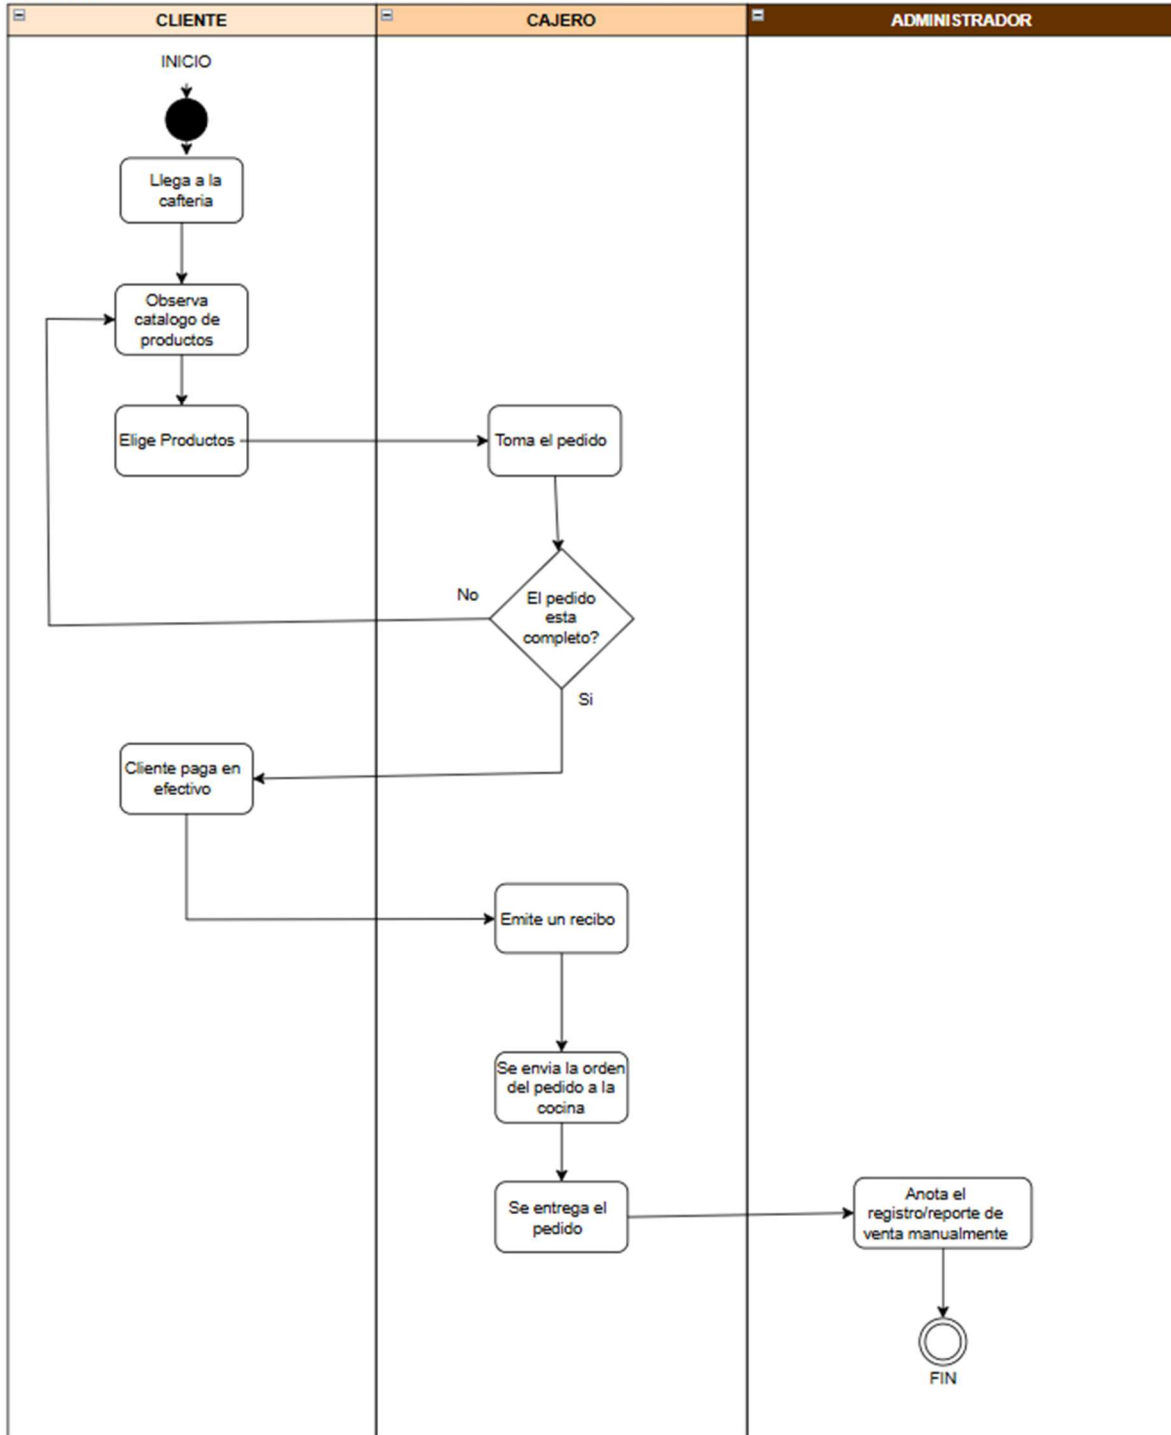 CLIENTE
CAJERO
ADMINISTRADOR
INICIO
Llega a la
cafteria
Observa
catalogo de
productos
Elige Productos
Toma el pedido
No
El pedido
esta
completo?
Si
Cliente paga en
efectivo
Emite un recibo
Se envia la orden
del pedido a la
cocina
Se entrega el
pedido
Anota el
registro/reporte de
venta manualmente
FIN